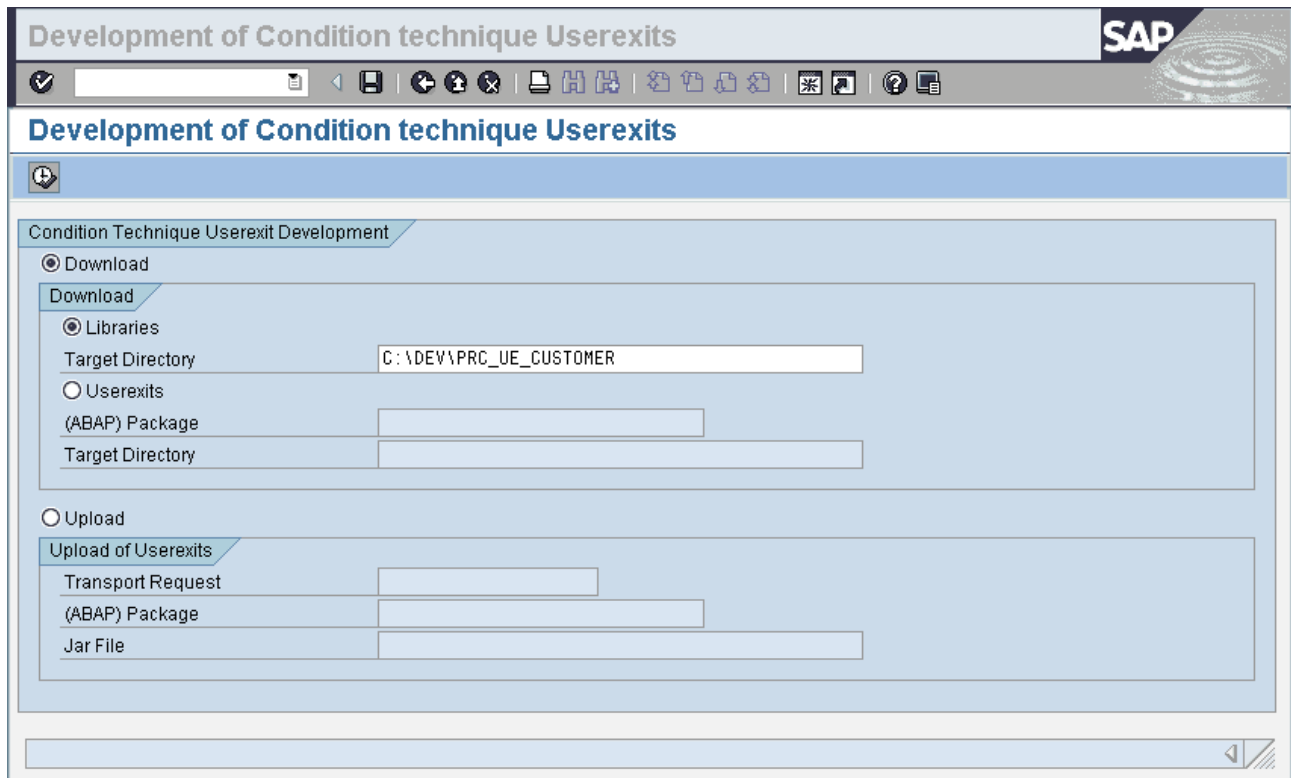 Development of Condition technique Userexits
SAP
Development of Condition technique Userexits
Condition Technique Userexit Development
Download
Download
Libraries
Target Directory C:\DEV\PRC_UE_CUSTOMER
Userexits
(ABAP) Package
Target Directory
Upload
Upload of Userexits
Transport Request
(ABAP) Package
Jar File